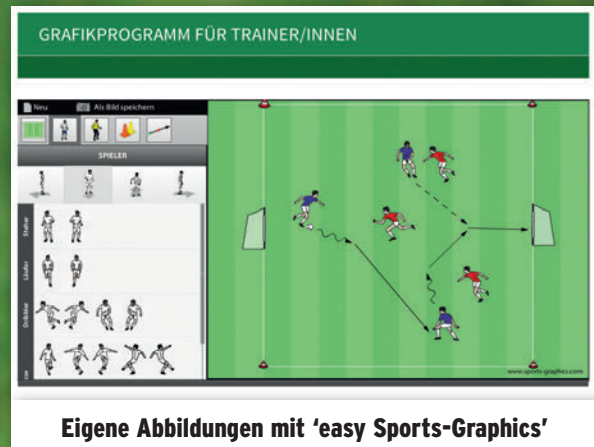 GRAFIKPROGRAMM FÜR TRAINER/INNEN
Neu
Als Bild speichern
SPIELER
Steher
Läufer
Dribbler
www.sports-graphics.com
Eigene Abbildungen mit ‘easy Sports-Graphics’